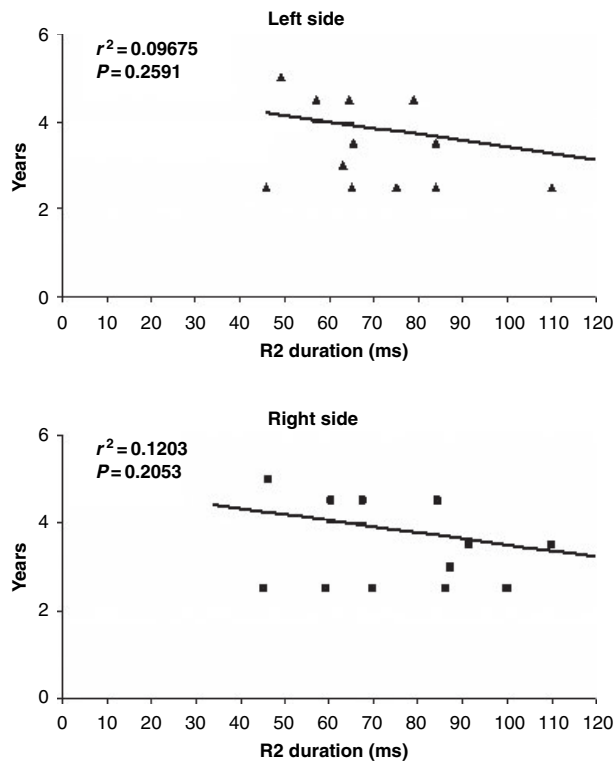 Left side
r² = 0.09675
P = 0.2591
6
4
2
0
Years
0 10 20 30 40 50 60 70 80 90 100 110 120
R2 duration (ms)
Right side
r² = 0.1203
P = 0.2053
6
4
2
0
Years
0 10 20 30 40 50 60 70 80 90 100 110 120
R2 duration (ms)